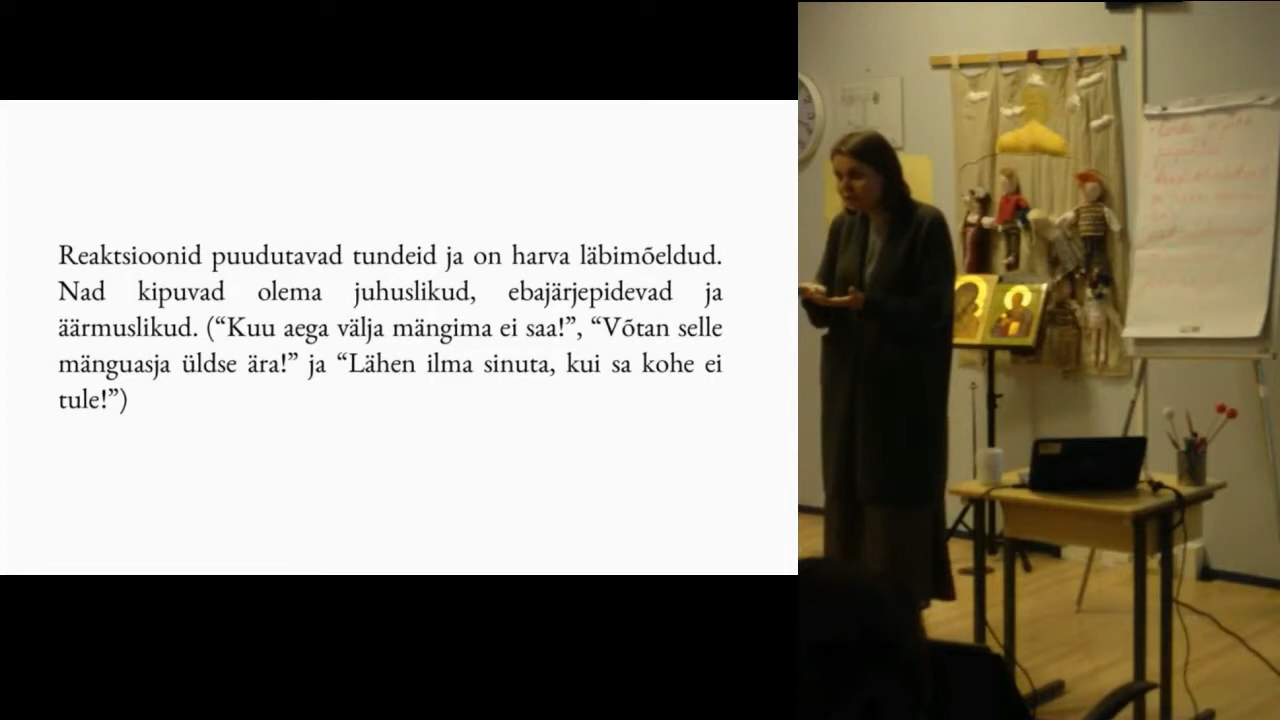 Reaktsioonid puudutavad tundeid ja on harva läbimõeldud.
Nad kipuvad olema juhuslikud, ebajärjepidevad ja
äärmuslikud. (“Kuu aega välja mängima ei saa!”, “Võtan selle
mänguasja üldse ära!” ja “Lähen ilma sinuta, kui sa kohe ei
tule!”)